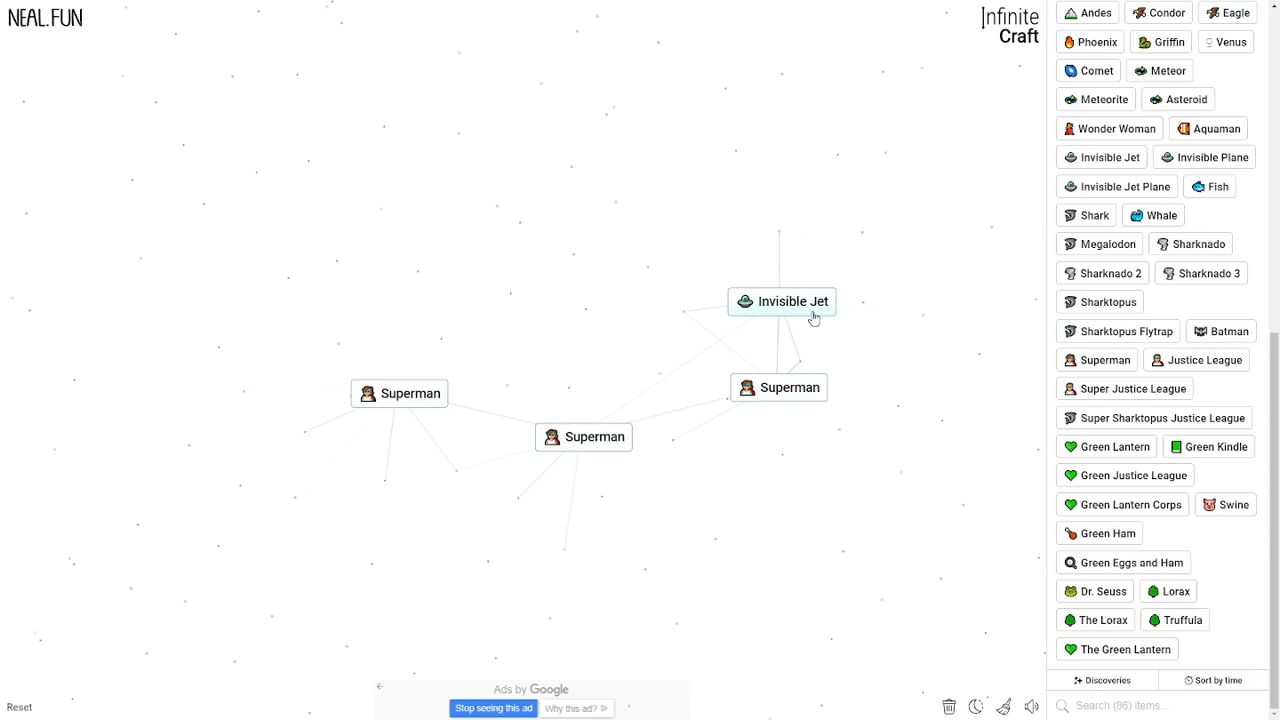 NEAL.FUN
Infinite
Craft
Andes
Condor
Eagle
Phoenix
Griffin
Venus
Comet
Meteor
Meteorite
Asteroid
Wonder Woman
Aquaman
Invisible Jet
Invisible Plane
Invisible Jet Plane
Fish
Shark
Whale
Megalodon
Sharknado
Sharknado 2
Sharknado 3
Sharktopus
Sharktopus Flytrap
Batman
Superman
Justice League
Super Justice League
Super Sharktopus Justice League
Green Lantern
Green Kindle
Green Justice League
Green Lantern Corps
Swine
Green Ham
Green Eggs and Ham
Dr. Seuss
Lorax
The Lorax
Truffula
The Green Lantern
Discoveries
Sort by time
Search (86) items...
Invisible Jet
Superman
Superman
Superman
Ads by Google
Stop seeing this ad
Why this ad?
Reset